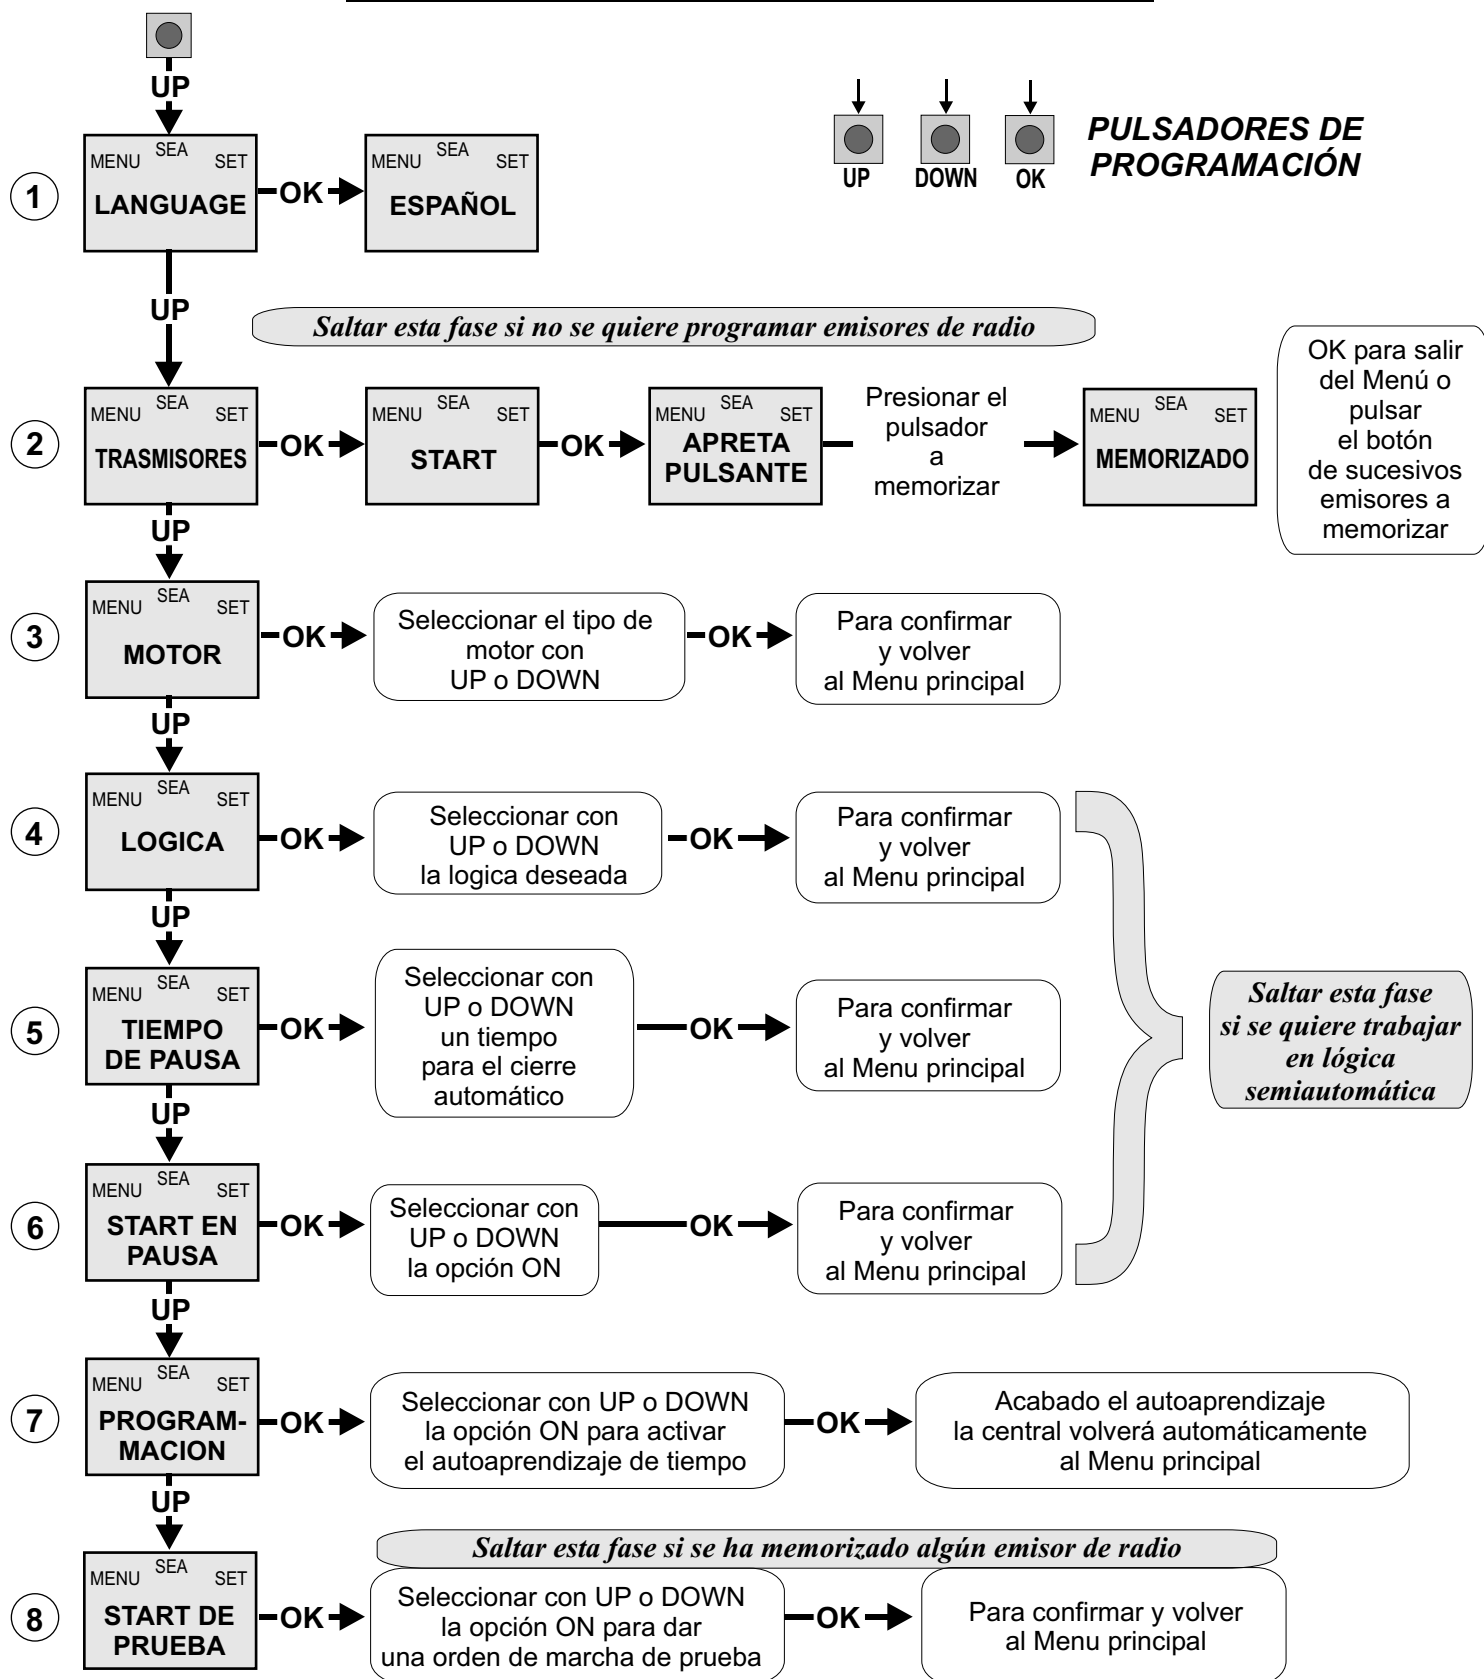 UP
UP
DOWN
OK
PULSADORES DE
PROGRAMACIÓN
1
MENU SEA SET
LANGUAGE
OK
MENU SEA SET
ESPAÑOL
UP
Saltar esta fase si no se quiere programar emisores de radio
2
MENU SEA SET
TRASMISORES
OK
MENU SEA SET
START
OK
MENU SEA SET
APRETA
PULSANTE
Presionar el
pulsador
a
memorizar
MENU SEA SET
MEMORIZADO
OK para salir
del Menú o
pulsar
el botón
de sucesivos
emisores a
memorizar
UP
3
MENU SEA SET
MOTOR
OK
Seleccionar el tipo de
motor con
UP o DOWN
OK
Para confirmar
y volver
al Menu principal
UP
4
MENU SEA SET
LOGICA
OK
Seleccionar con
UP o DOWN
la logica deseada
OK
Para confirmar
y volver
al Menu principal
UP
5
MENU SEA SET
TIEMPO
DE PAUSA
OK
Seleccionar con
UP o DOWN
un tiempo
para el cierre
automático
OK
Para confirmar
y volver
al Menu principal
Saltar esta fase
si se quiere trabajar
en lógica
semiautomática
UP
6
MENU SEA SET
START EN
PAUSA
OK
Seleccionar con
UP o DOWN
la opción ON
OK
Para confirmar
y volver
al Menu principal
UP
7
MENU SEA SET
PROGRAM-
MACION
OK
Seleccionar con UP o DOWN
la opción ON para activar
el autoaprendizaje de tiempo
OK
Acabado el autoaprendizaje
la central volverá automáticamente
al Menu principal
UP
Saltar esta fase si se ha memorizado algún emisor de radio
8
MENU SEA SET
START DE
PRUEBA
OK
Seleccionar con UP o DOWN
la opción ON para dar
una orden de marcha de prueba
OK
Para confirmar y volver
al Menu principal